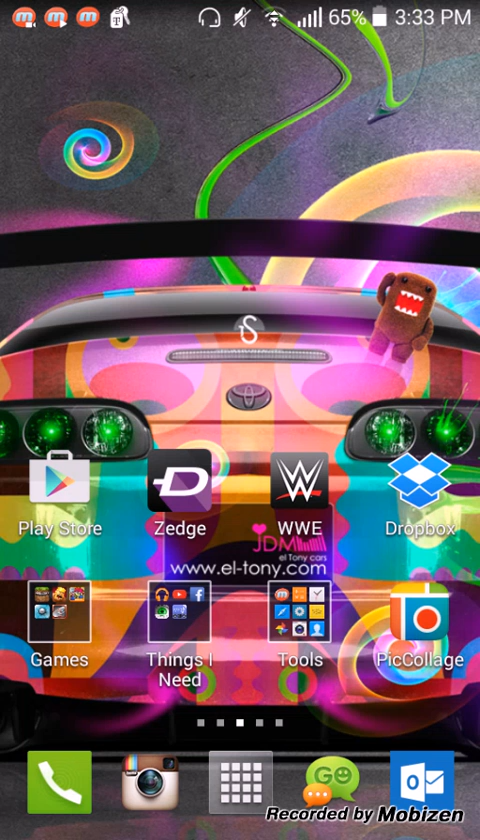 65% 3:33 PM
Play Store
Zedge
WWE
Dropbox
JDM
el Tony cars
www.el-tony.com
Games
Things I
Need
Tools
PicCollage
GO
Recorded by Mobizen